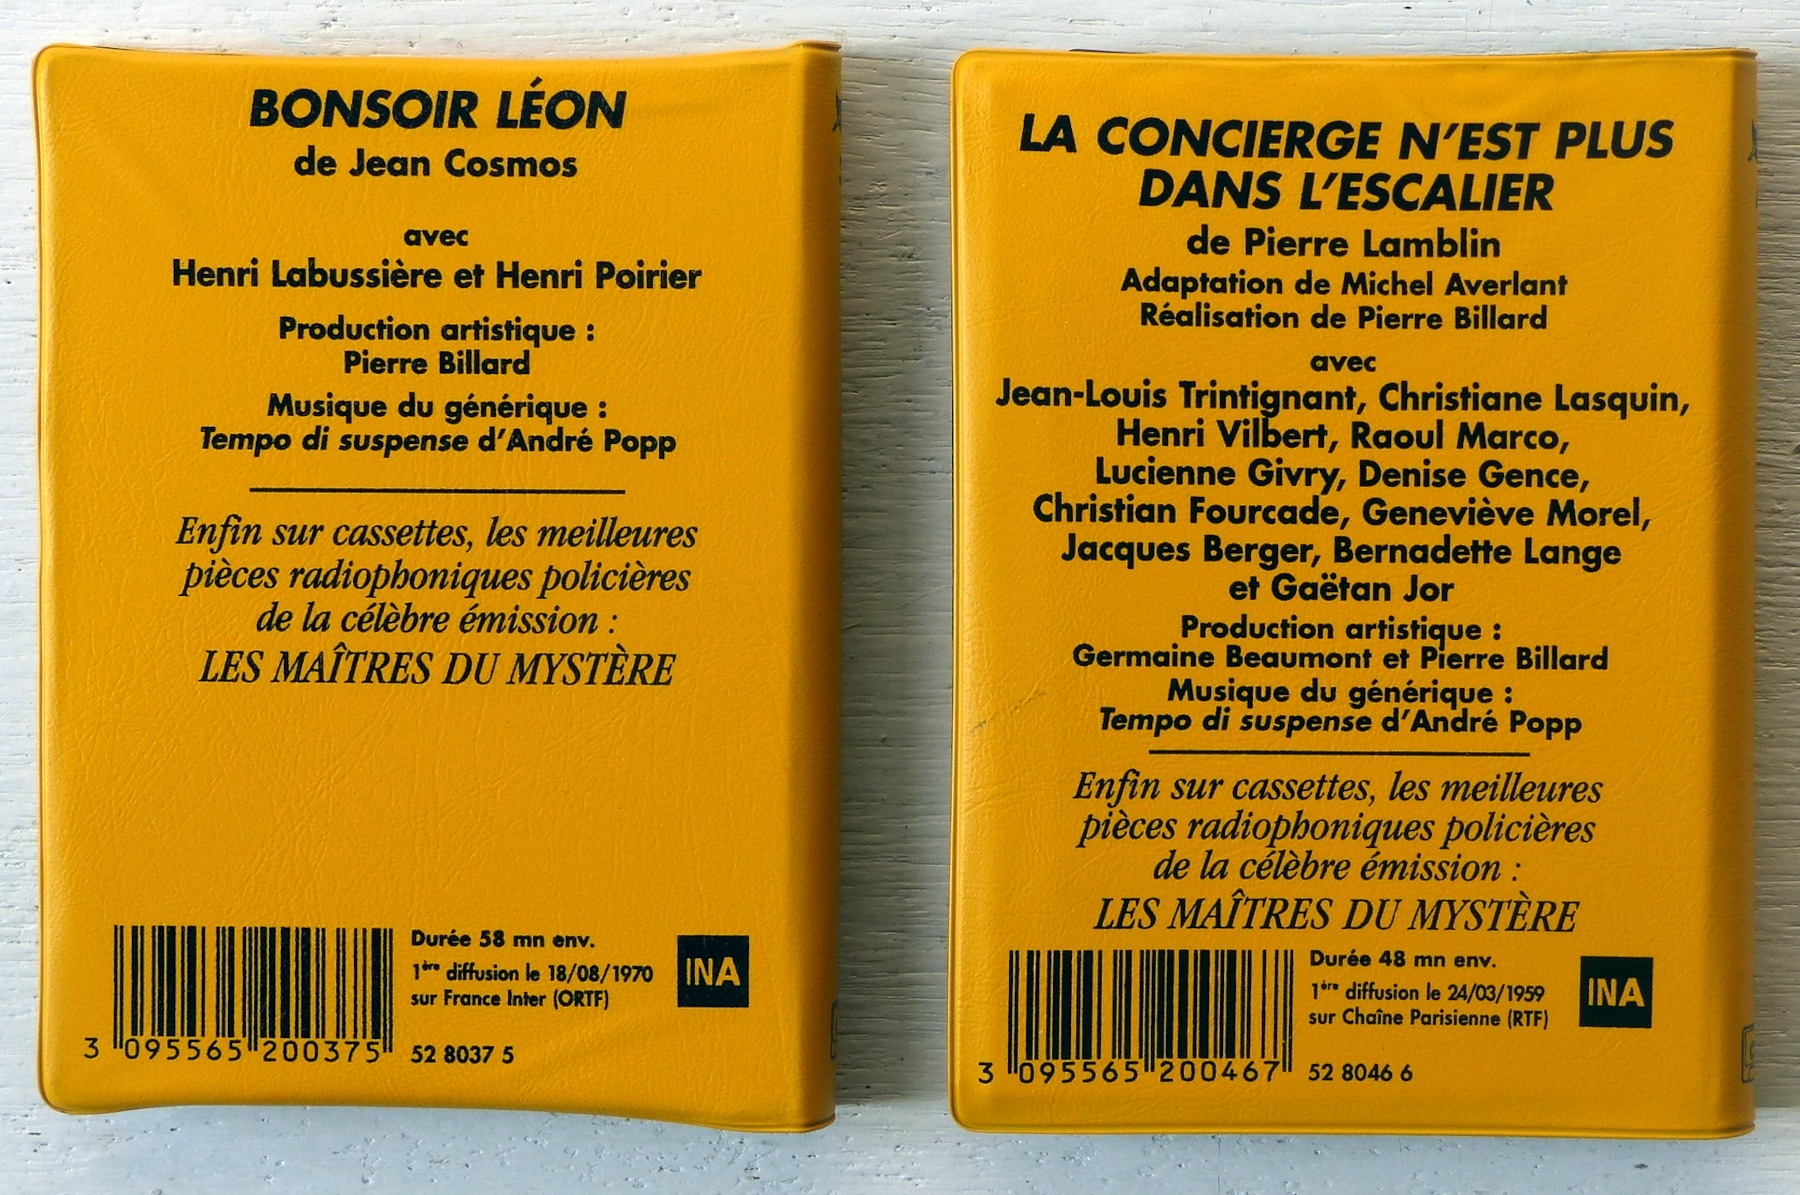 BONSOIR LÉON
de Jean Cosmos
avec
Henri Labussière et Henri Poirier
Production artistique :
Pierre Billard
Musique du générique :
Tempo di suspense d'André Popp
Enfin sur cassettes, les meilleures
pièces radiophoniques policières
de la célèbre émission :
LES MAÎTRES DU MYSTÈRE
Durée 58 mn env.
1ère diffusion le 18/08/1970
sur France Inter (ORTF)
INA
3 095565 200375
52 8037 5
LA CONCIERGE N'EST PLUS
DANS L'ESCALIER
de Pierre Lamblin
Adaptation de Michel Averlant
Réalisation de Pierre Billard
avec
Jean-Louis Trintignant, Christiane Lasquin,
Henri Vilbert, Raoul Marco,
Lucienne Givry, Denise Gence,
Christian Fourcade, Geneviève Morel,
Jacques Berger, Bernadette Lange
et Gaëtan Jor
Production artistique :
Germaine Beaumont et Pierre Billard
Musique du générique :
Tempo di suspense d'André Popp
Enfin sur cassettes, les meilleures
pièces radiophoniques policières
de la célèbre émission :
LES MAÎTRES DU MYSTÈRE
Durée 48 mn env.
1ère diffusion le 24/03/1959
sur Chaîne Parisienne (RTF)
INA
3 095565 200467
52 8046 6